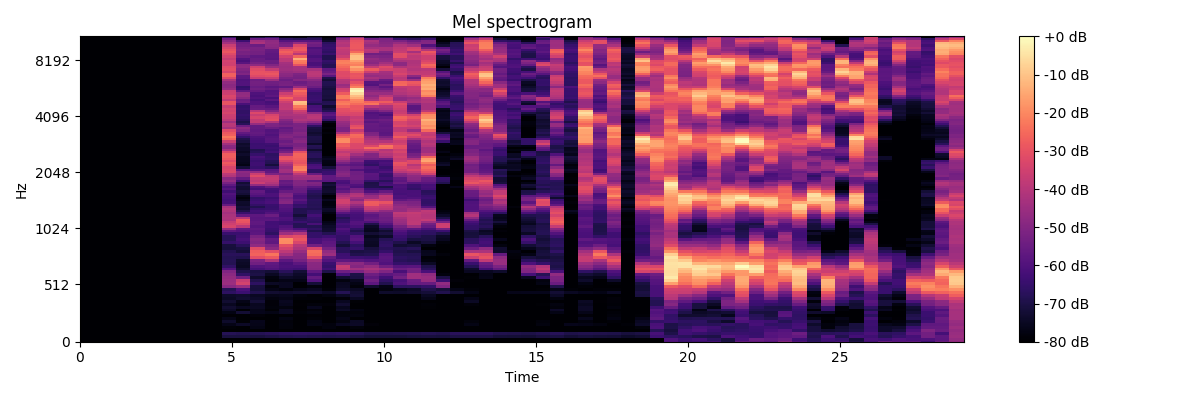 Mel spectrogram
+0 dB
8192
-10 dB
4096
-20 dB
-30 dB
Hz
2048
-40 dB
1024
-50 dB
-60 dB
512
-70 dB
0
-80 dB
0 5 10 15 20 25
Time